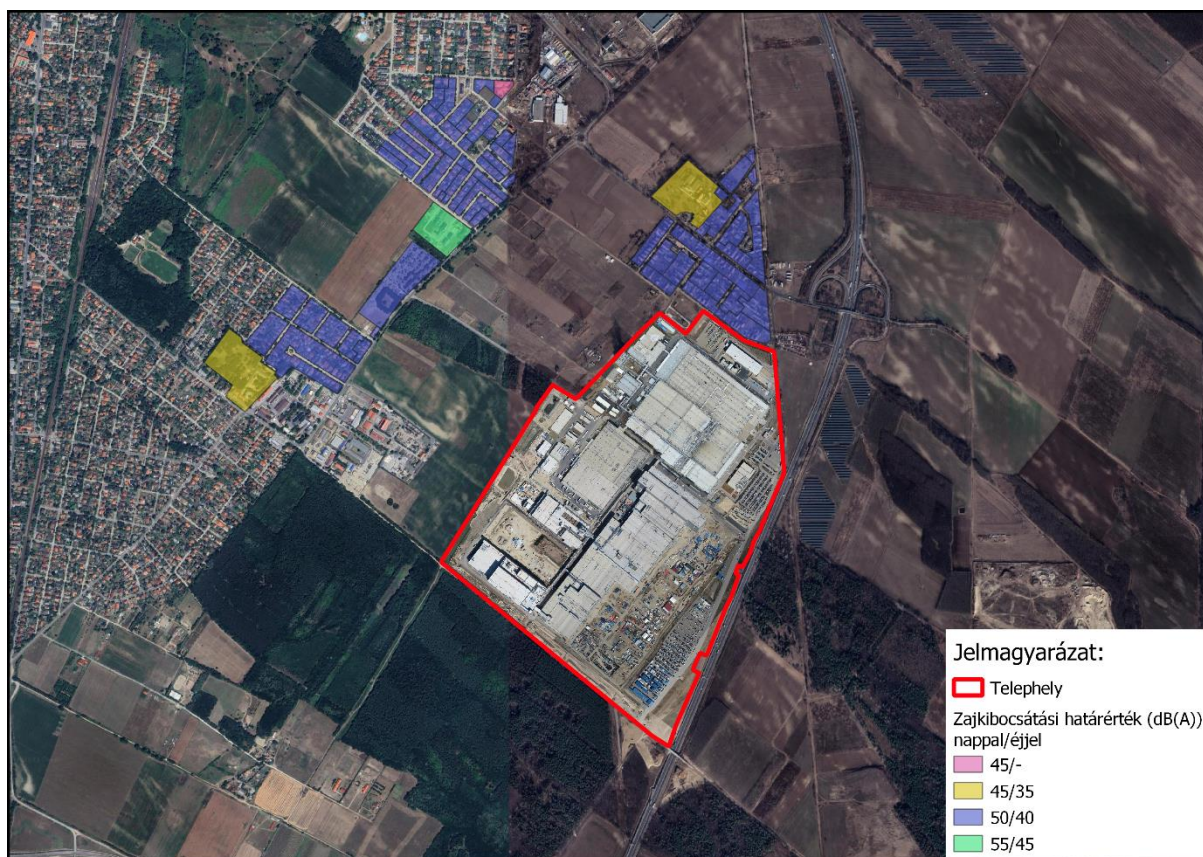 Jelmagyarázat:
Telephely
Zajkibocsátási határérték (dB(A))
nappal/éjjel
45/-
45/35
50/40
55/45